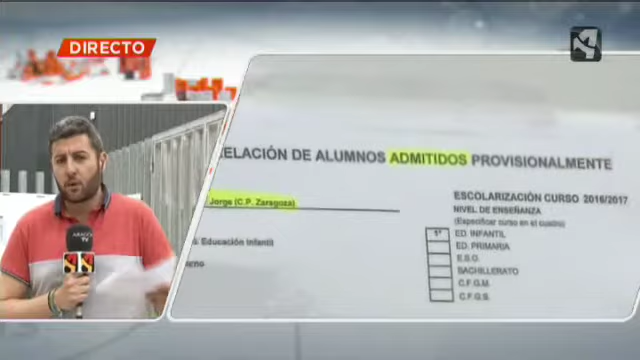 DIRECTO
RELACIÓN DE ALUMNOS ADMITIDOS PROVISIONALMENTE
Jorge (C.P. Zaragoza)
ESCOLARIZACIÓN CURSO 2016/2017
NIVEL DE ENSEÑANZA
(Especificar curso en el cuadro)
1º ED. INFANTIL
ED. PRIMARIA
E.S.O.
BACHILLERATO
C.F.G.M.
C.F.G.S.
Educación Infantil
ARAGÓN
TV